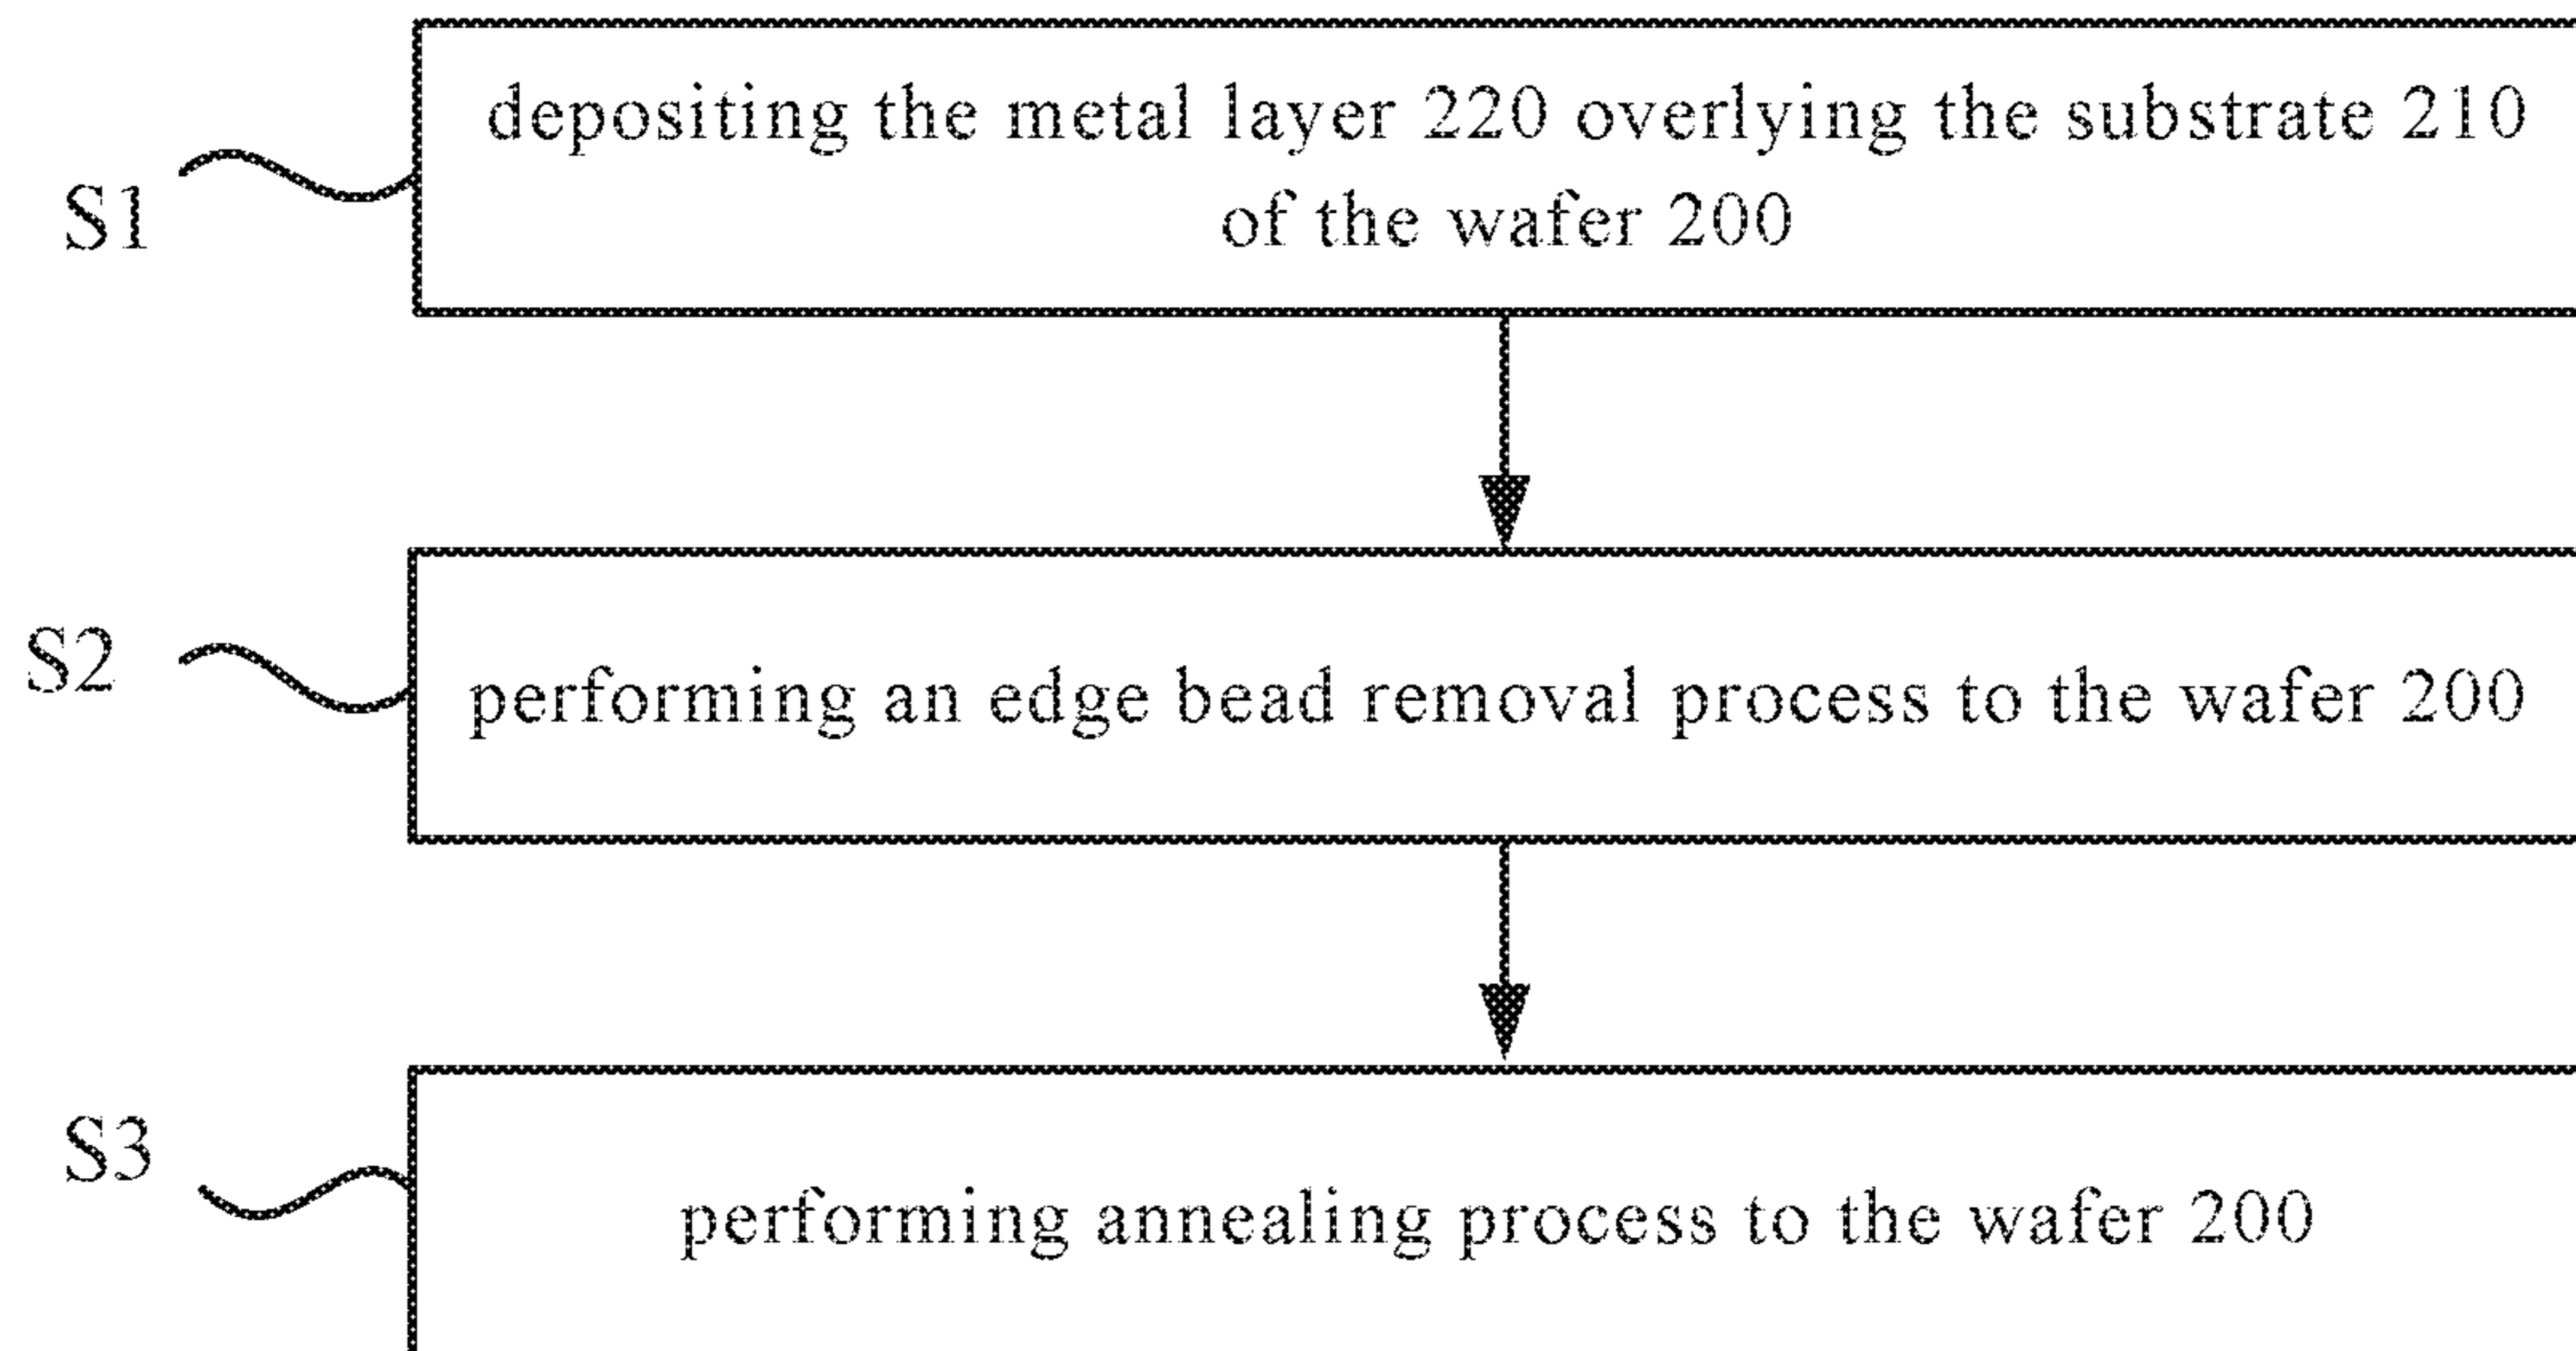 S1
depositing the metal layer 220 overlying the substrate 210
of the wafer 200
S2
performing an edge bead removal process to the wafer 200
S3
performing annealing process to the wafer 200